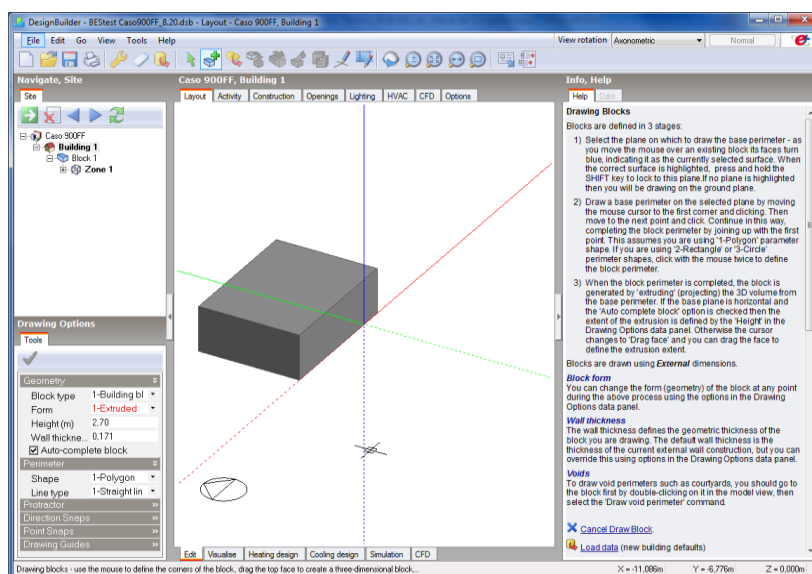 DesignBuilder - BEStest Caso900FF_8.20.dsb - Layout - Caso 900FF, Building 1
File Edit Go View Tools Help
View rotation Axonometric Normal
Navigate, Site
Site
Caso 900FF
Building 1
Block 1
Zone 1
Drawing Options
Tools
Geometry
Block type 1-Building bl
Form 1-Extruded
Height (m) 2,70
Wall thickne... 0,171
Auto-complete block
Perimeter
Shape 1-Polygon
Line type 1-Straight lin
Protractor
Direction Snaps
Point Snaps
Drawing Guides
Caso 900FF, Building 1
Layout Activity Construction Openings Lighting HVAC CFD Options
Edit Visualise Heating design Cooling design Simulation CFD
Info, Help
Help Data
Drawing Blocks
Blocks are defined in 3 stages:
1) Select the plane on which to draw the base perimeter - as
you move the mouse over an existing block its faces turn
blue, indicating it as the currently selected surface. When
the correct surface is highlighted, press and hold the
SHIFT key to lock to this plane.If no plane is highlighted
then you will be drawing on the ground plane.
2) Draw a base perimeter on the selected plane by moving
the mouse cursor to the first corner and clicking. Then
move to the next point and click. Continue in this way,
completing the block perimeter by joining up with the first
point. This assumes you are using '1-Polygon' parameter
shape. If you are using '2-Rectangle' or '3-Circle'
perimeter shapes, click with the mouse twice to define
the block perimeter.
3) When the block perimeter is completed, the block is
generated by 'extruding' (projecting) the 3D volume from
the base perimeter. If the base plane is horizontal and
the 'Auto complete block' option is checked then the
extent of the extrusion is defined by the 'Height' in the
Drawing Options data panel. Otherwise the cursor
changes to 'Drag face' and you can drag the face to
define the extrusion extent.
Blocks are drawn using External dimensions.
Block form
You can change the form (geometry) of the block at any point
during the above process using the options in the Drawing
Options data panel.
Wall thickness
The wall thickness defines the geometric thickness of the
block you are drawing. The default wall thickness is the
thickness of the current external wall construction, but you can
override this using options in the Drawing Options data panel.
Voids
To draw void perimeters such as courtyards, you should go to
the block first by double-clicking on it in the model view, then
select the 'Draw void perimeter' command.
Cancel Draw Block.
Load data (new building defaults)
Drawing blocks - use the mouse to define the corners of the block, drag the top face to create a three-dimensional block...
X = -11,086m Y = -6,776m Z = 0,000m